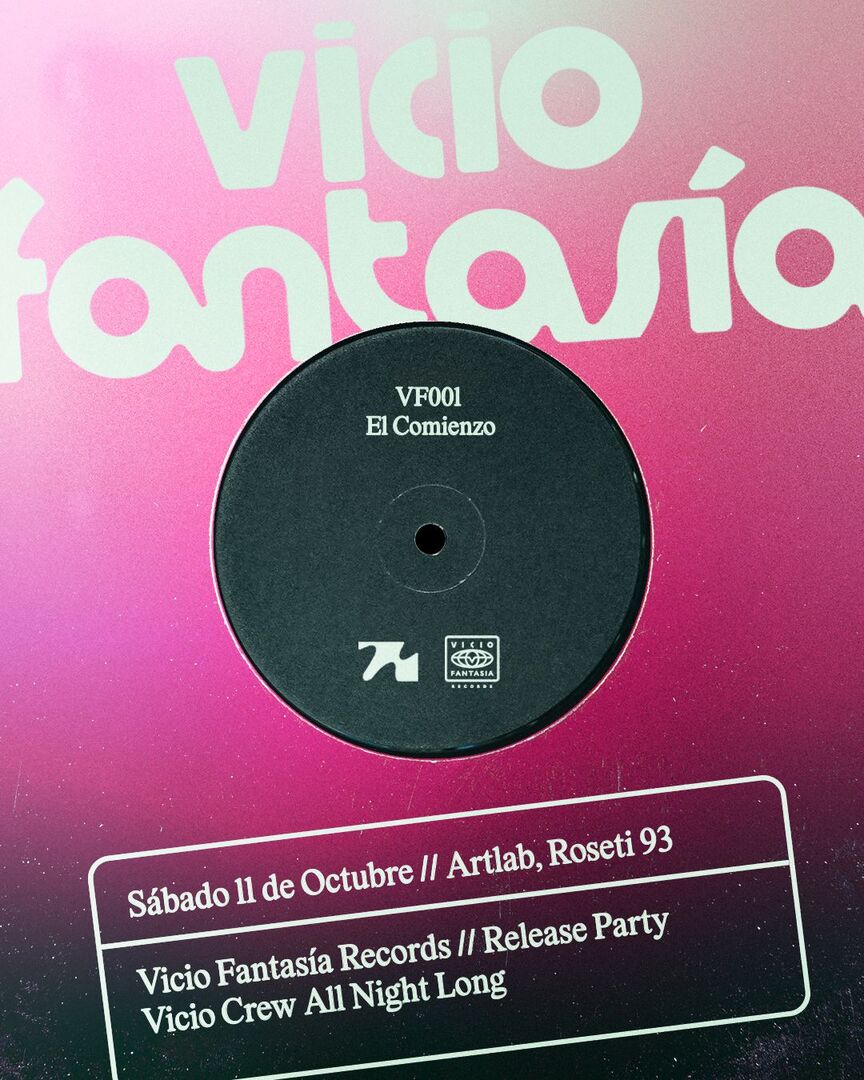 vicio
fantasía
VF001
El Comienzo
VICIO
FANTASIA
RECORDS
Sábado 11 de Octubre // Artlab, Roseti 93
Vicio Fantasía Records // Release Party
Vicio Crew All Night Long